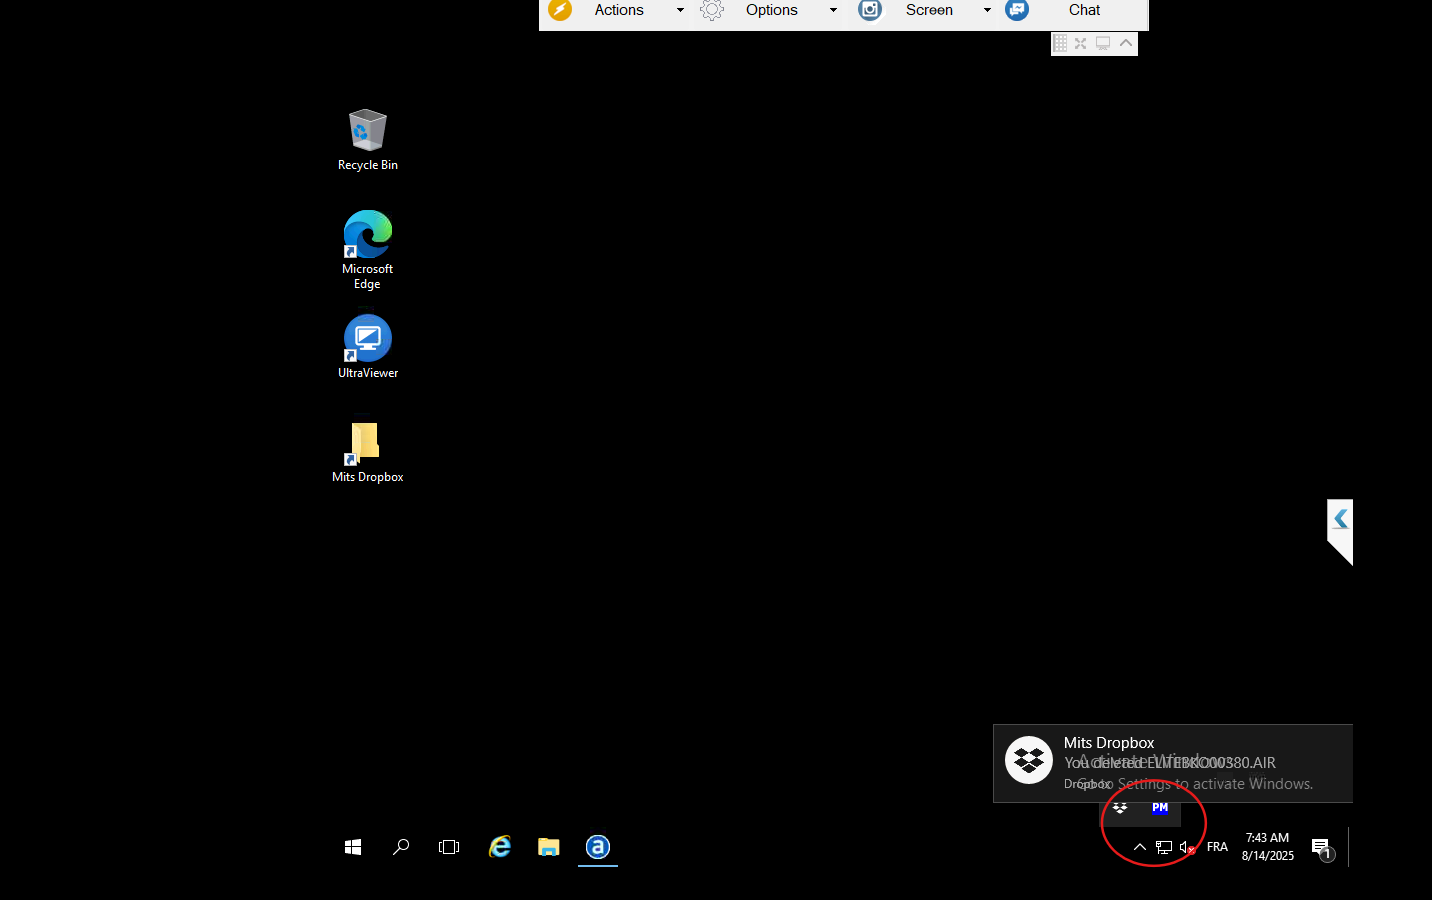 Actions
Options
Screen
Chat
Recycle Bin
Microsoft
Edge
UltraViewer
Mits Dropbox
Mits Dropbox
Activate Windows
You deleted ELITEBKO00380.AIR
Go to Settings to activate Windows.
Dropbox
PM
a
FRA
7:43 AM
8/14/2025
1